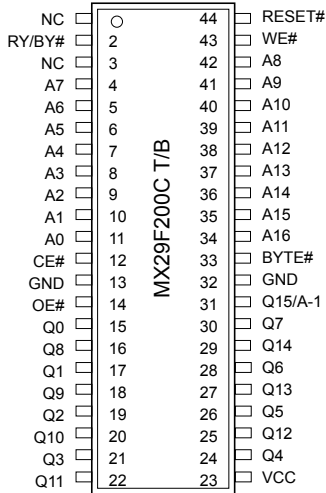 NC 44 RESET#
RY/BY# 2 43 WE#
NC 3 42 A8
A7 4 41 A9
A6 5 40 A10
A5 6 39 A11
A4 7 38 A12
A3 8 37 A13
A2 9 36 A14
A1 10 35 A15
A0 11 34 A16
CE# 12 33 BYTE#
GND 13 32 GND
OE# 14 31 Q15/A-1
Q0 15 30 Q7
Q8 16 29 Q14
Q1 17 28 Q6
Q9 18 27 Q13
Q2 19 26 Q5
Q10 20 25 Q12
Q3 21 24 Q4
Q11 22 23 VCC
MX29F200C T/B